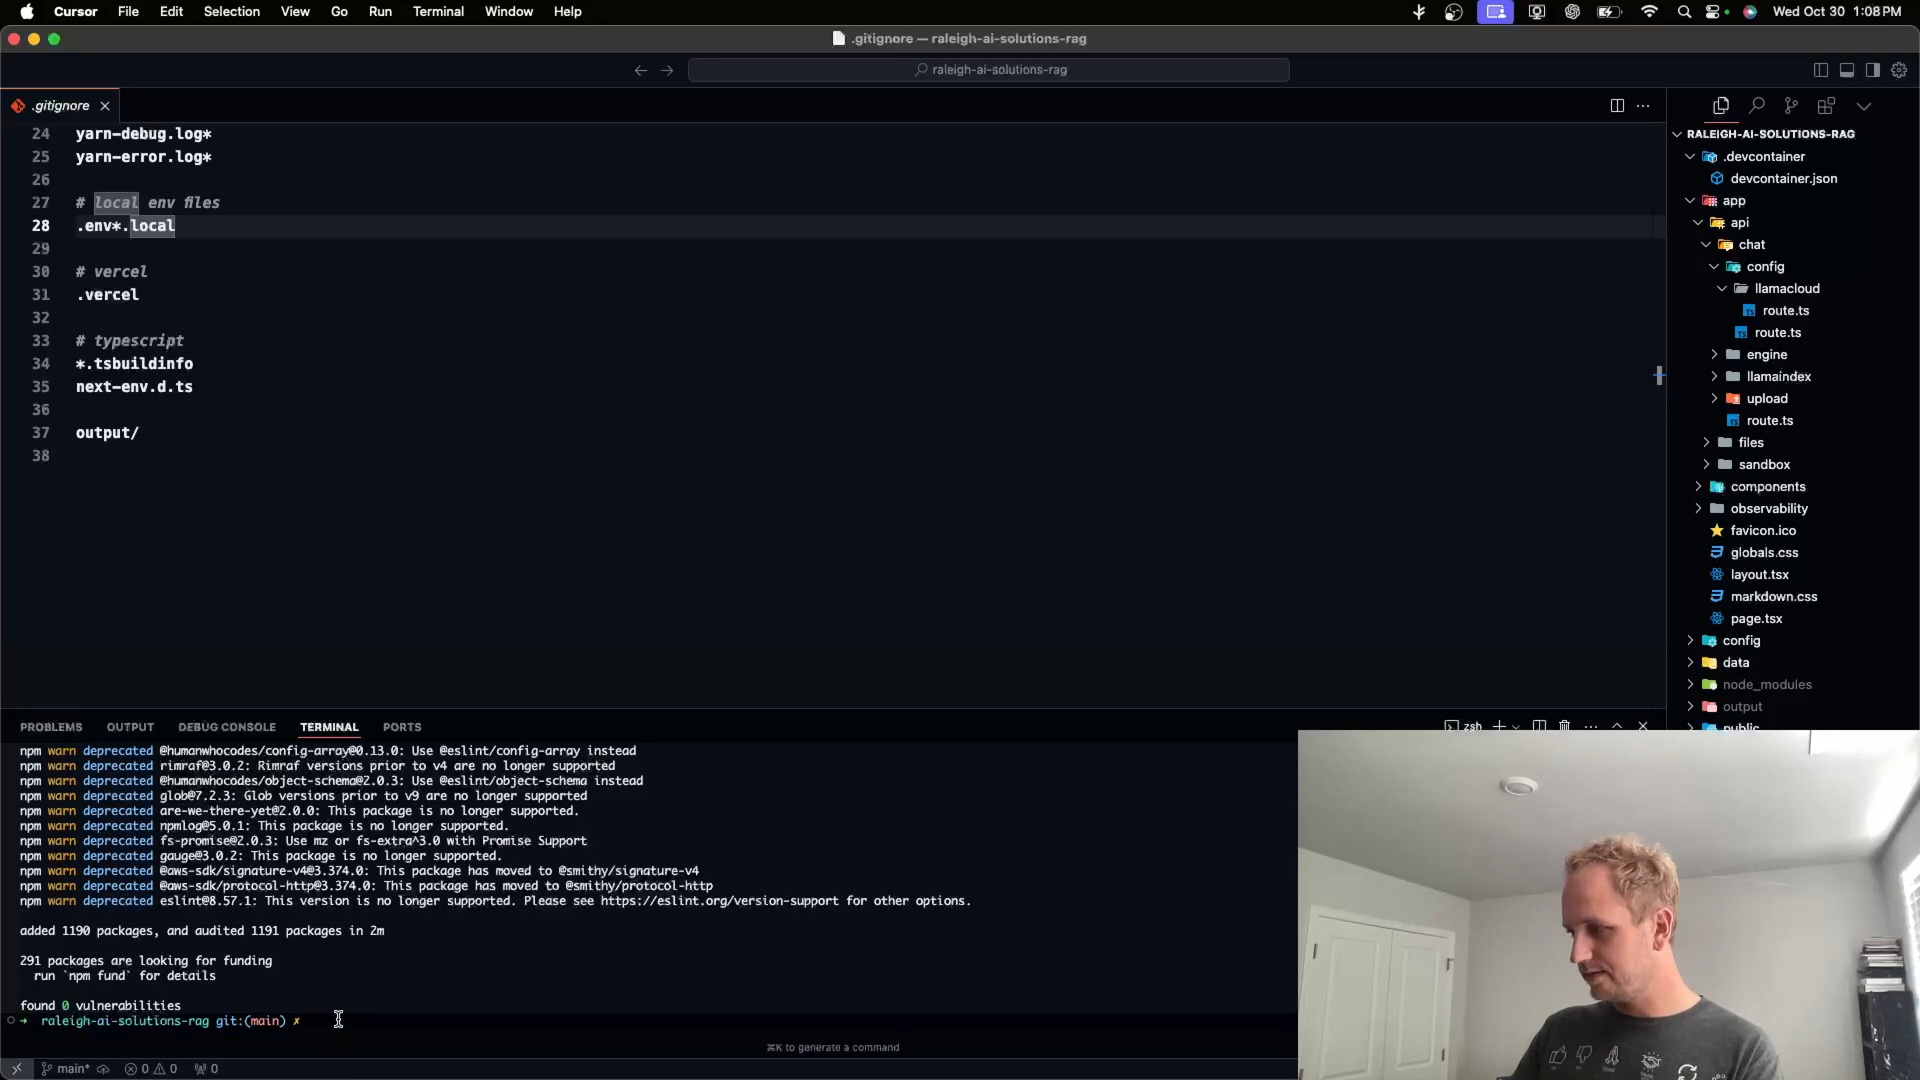 Cursor File Edit Selection View Go Run Terminal Window Help
Wed Oct 30 1:08 PM
.gitignore — raleigh-ai-solutions-rag
raleigh-ai-solutions-rag
.gitignore
24 yarn-debug.log*
25 yarn-error.log*
26
27 # local env files
28 .env*.local
29
30 # vercel
31 .vercel
32
33 # typescript
34 *.tsbuildinfo
35 next-env.d.ts
36
37 output/
38
RALEIGH-AI-SOLUTIONS-RAG
.devcontainer
devcontainer.json
app
api
chat
config
llamacloud
route.ts
route.ts
engine
llamaindex
upload
route.ts
files
sandbox
components
observability
favicon.ico
globals.css
layout.tsx
markdown.css
page.tsx
config
data
node_modules
output
public
PROBLEMS OUTPUT DEBUG CONSOLE TERMINAL PORTS
zsh
npm warn deprecated @humanwhocodes/config-array@0.13.0: Use @eslint/config-array instead
npm warn deprecated rimraf@3.0.2: Rimraf versions prior to v4 are no longer supported
npm warn deprecated @humanwhocodes/object-schema@2.0.3: Use @eslint/object-schema instead
npm warn deprecated glob@7.2.3: Glob versions prior to v9 are no longer supported
npm warn deprecated are-we-there-yet@2.0.0: This package is no longer supported.
npm warn deprecated npmlog@5.0.1: This package is no longer supported.
npm warn deprecated fs-promise@2.0.3: Use mz or fs-extra^3.0 with Promise Support
npm warn deprecated gauge@3.0.2: This package is no longer supported.
npm warn deprecated @aws-sdk/signature-v4@3.374.0: This package has moved to @smithy/signature-v4
npm warn deprecated @aws-sdk/protocol-http@3.374.0: This package has moved to @smithy/protocol-http
npm warn deprecated eslint@8.57.1: This version is no longer supported. Please see https://eslint.org/version-support for other options.
added 1190 packages, and audited 1191 packages in 2m
291 packages are looking for funding
run `npm fund` for details
found 0 vulnerabilities
➜ raleigh-ai-solutions-rag git:(main) ✗
⌘K to generate a command
main* 0 0 0